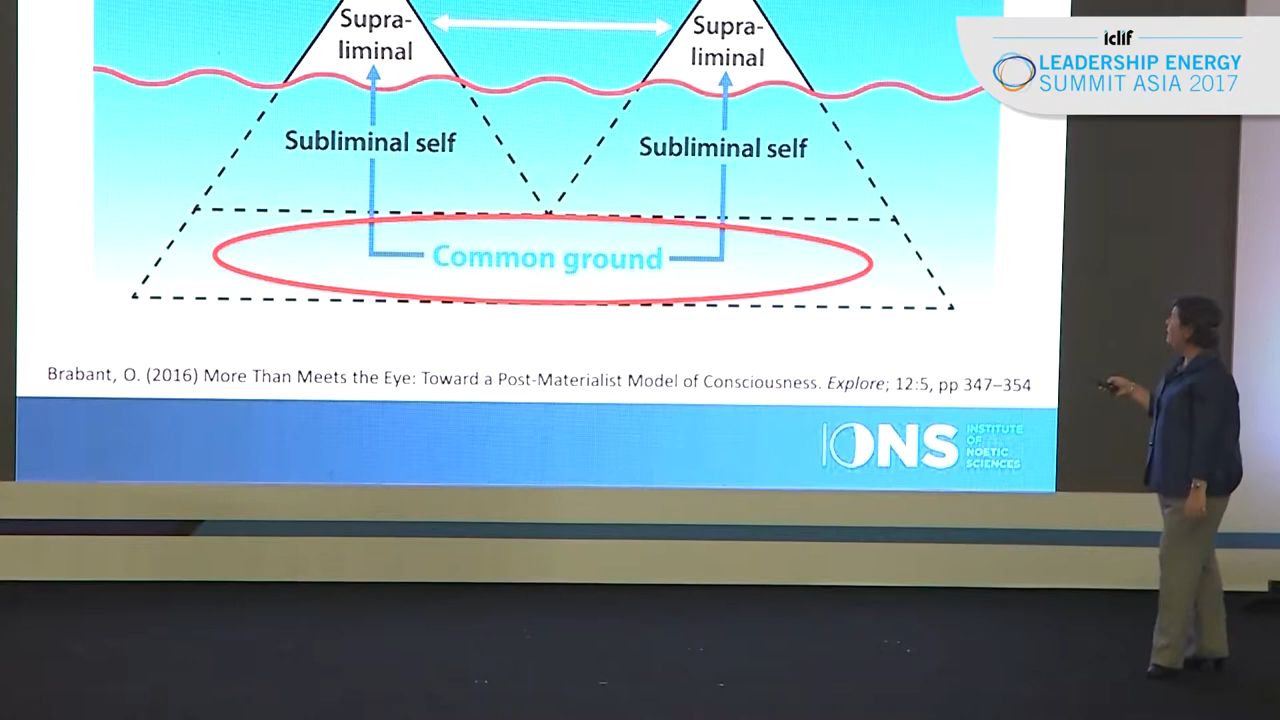 Supra-
liminal
Supra-
liminal
iclif
LEADERSHIP ENERGY
SUMMIT ASIA 2017
Subliminal self
Subliminal self
Common ground
Brabant, O. (2016) More Than Meets the Eye: Toward a Post-Materialist Model of Consciousness. Explore; 12:5, pp 347–354
IONS
INSTITUTE
OF
NOETIC
SCIENCES